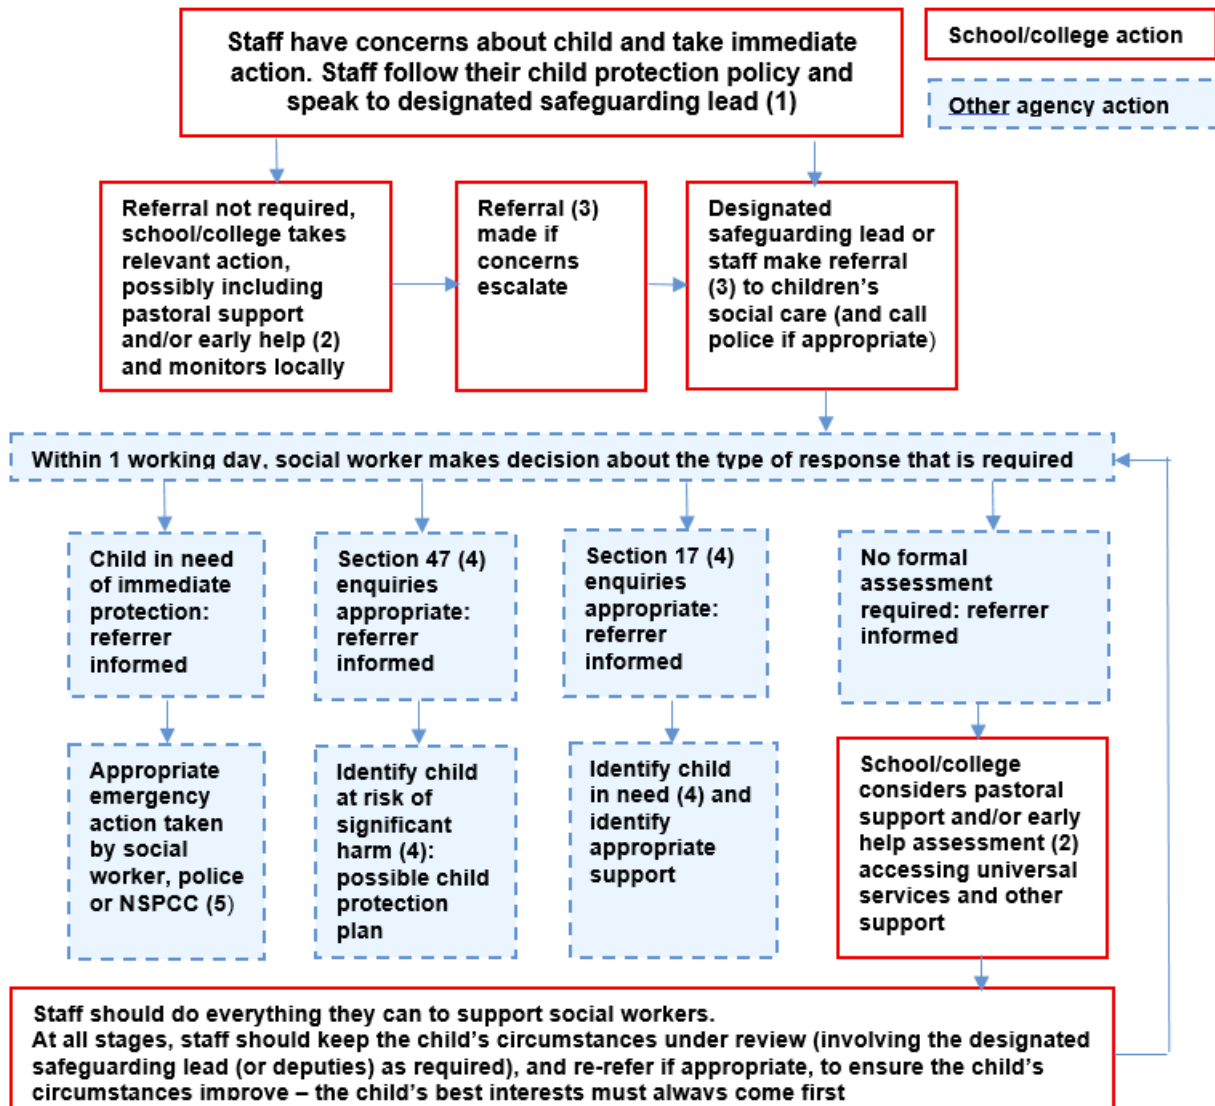 Staff have concerns about child and take immediate
action. Staff follow their child protection policy and
speak to designated safeguarding lead (1)
School/college action
Other agency action
Referral not required,
school/college takes
relevant action,
possibly including
pastoral support
and/or early help (2)
and monitors locally
Referral (3)
made if
concerns
escalate
Designated
safeguarding lead or
staff make referral
(3) to children’s
social care (and call
police if appropriate)
Within 1 working day, social worker makes decision about the type of response that is required
Child in need
of immediate
protection:
referrer
informed
Section 47 (4)
enquiries
appropriate:
referrer
informed
Section 17 (4)
enquiries
appropriate:
referrer
informed
No formal
assessment
required: referrer
informed
Appropriate
emergency
action taken
by social
worker, police
or NSPCC (5)
Identify child
at risk of
significant
harm (4):
possible child
protection
plan
Identify child
in need (4) and
identify
appropriate
support
School/college
considers pastoral
support and/or early
help assessment (2)
accessing universal
services and other
support
Staff should do everything they can to support social workers.
At all stages, staff should keep the child’s circumstances under review (involving the designated
safeguarding lead (or deputies) as required), and re-refer if appropriate, to ensure the child’s
circumstances improve – the child’s best interests must always come first